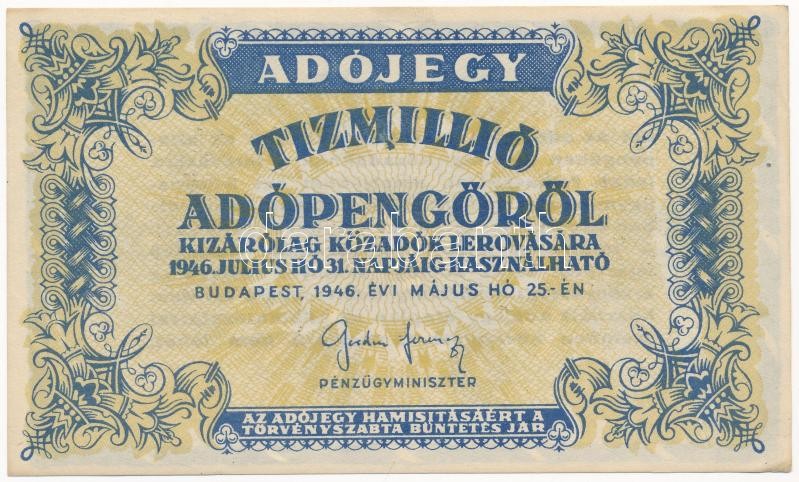 ADÓJEGY
TIZMILLIÓ
ADÓPENGŐRŐL
KIZÁRÓLAG KÖZADÓK LEROVÁSÁRA
1946. JULIUS HÓ 31. NAPJÁIG HASZNÁLHATÓ
BUDAPEST, 1946. ÉVI MÁJUS HÓ 25.-ÉN
PÉNZÜGYMINISZTER
AZ ADÓJEGY HAMISITÁSÁÉRT A
TÖRVÉNYSZABTA BÜNTETÉS JÁR